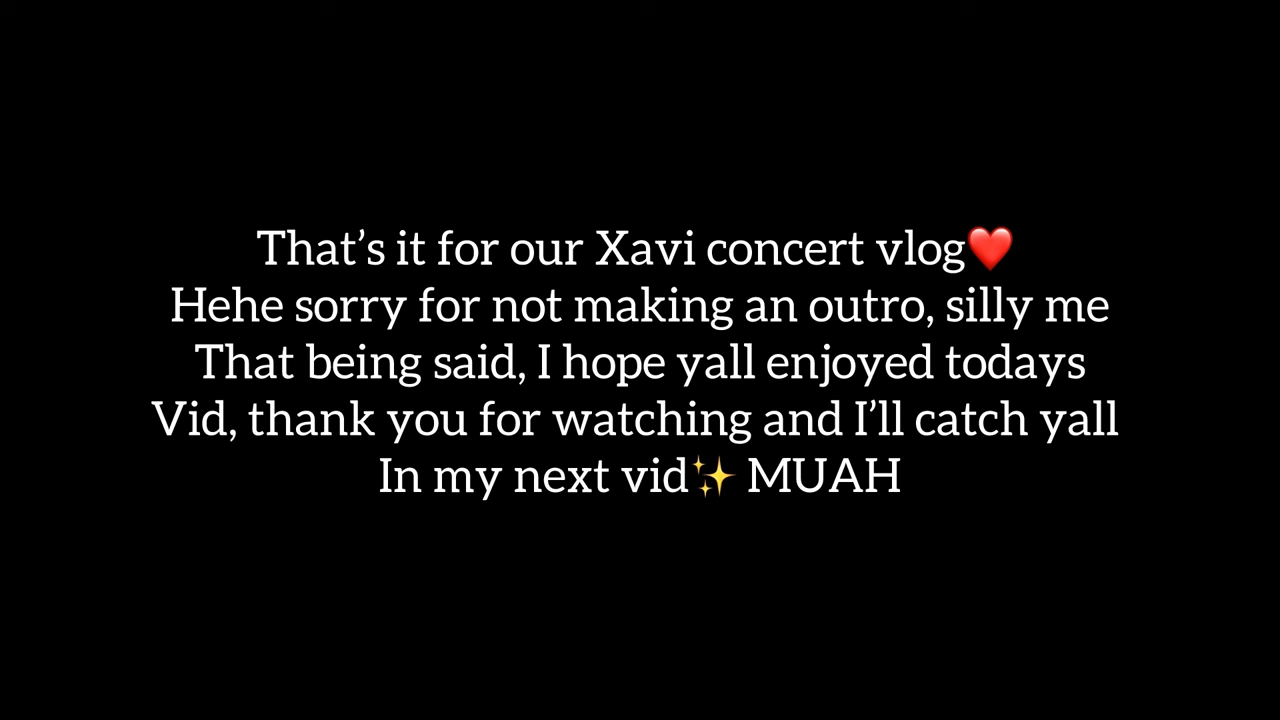 That’s it for our Xavi concert vlog❤️
Hehe sorry for not making an outro, silly me
That being said, I hope yall enjoyed todays
Vid, thank you for watching and I’ll catch yall
In my next vid✨ MUAH